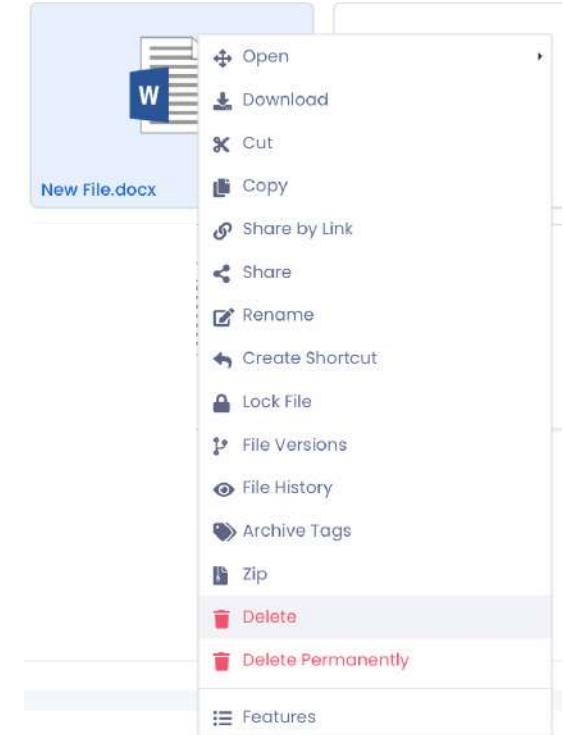 W
New File.docx
Open
Download
Cut
Copy
Share by Link
Share
Rename
Create Shortcut
Lock File
File Versions
File History
Archive Tags
Zip
Delete
Delete Permanently
Features